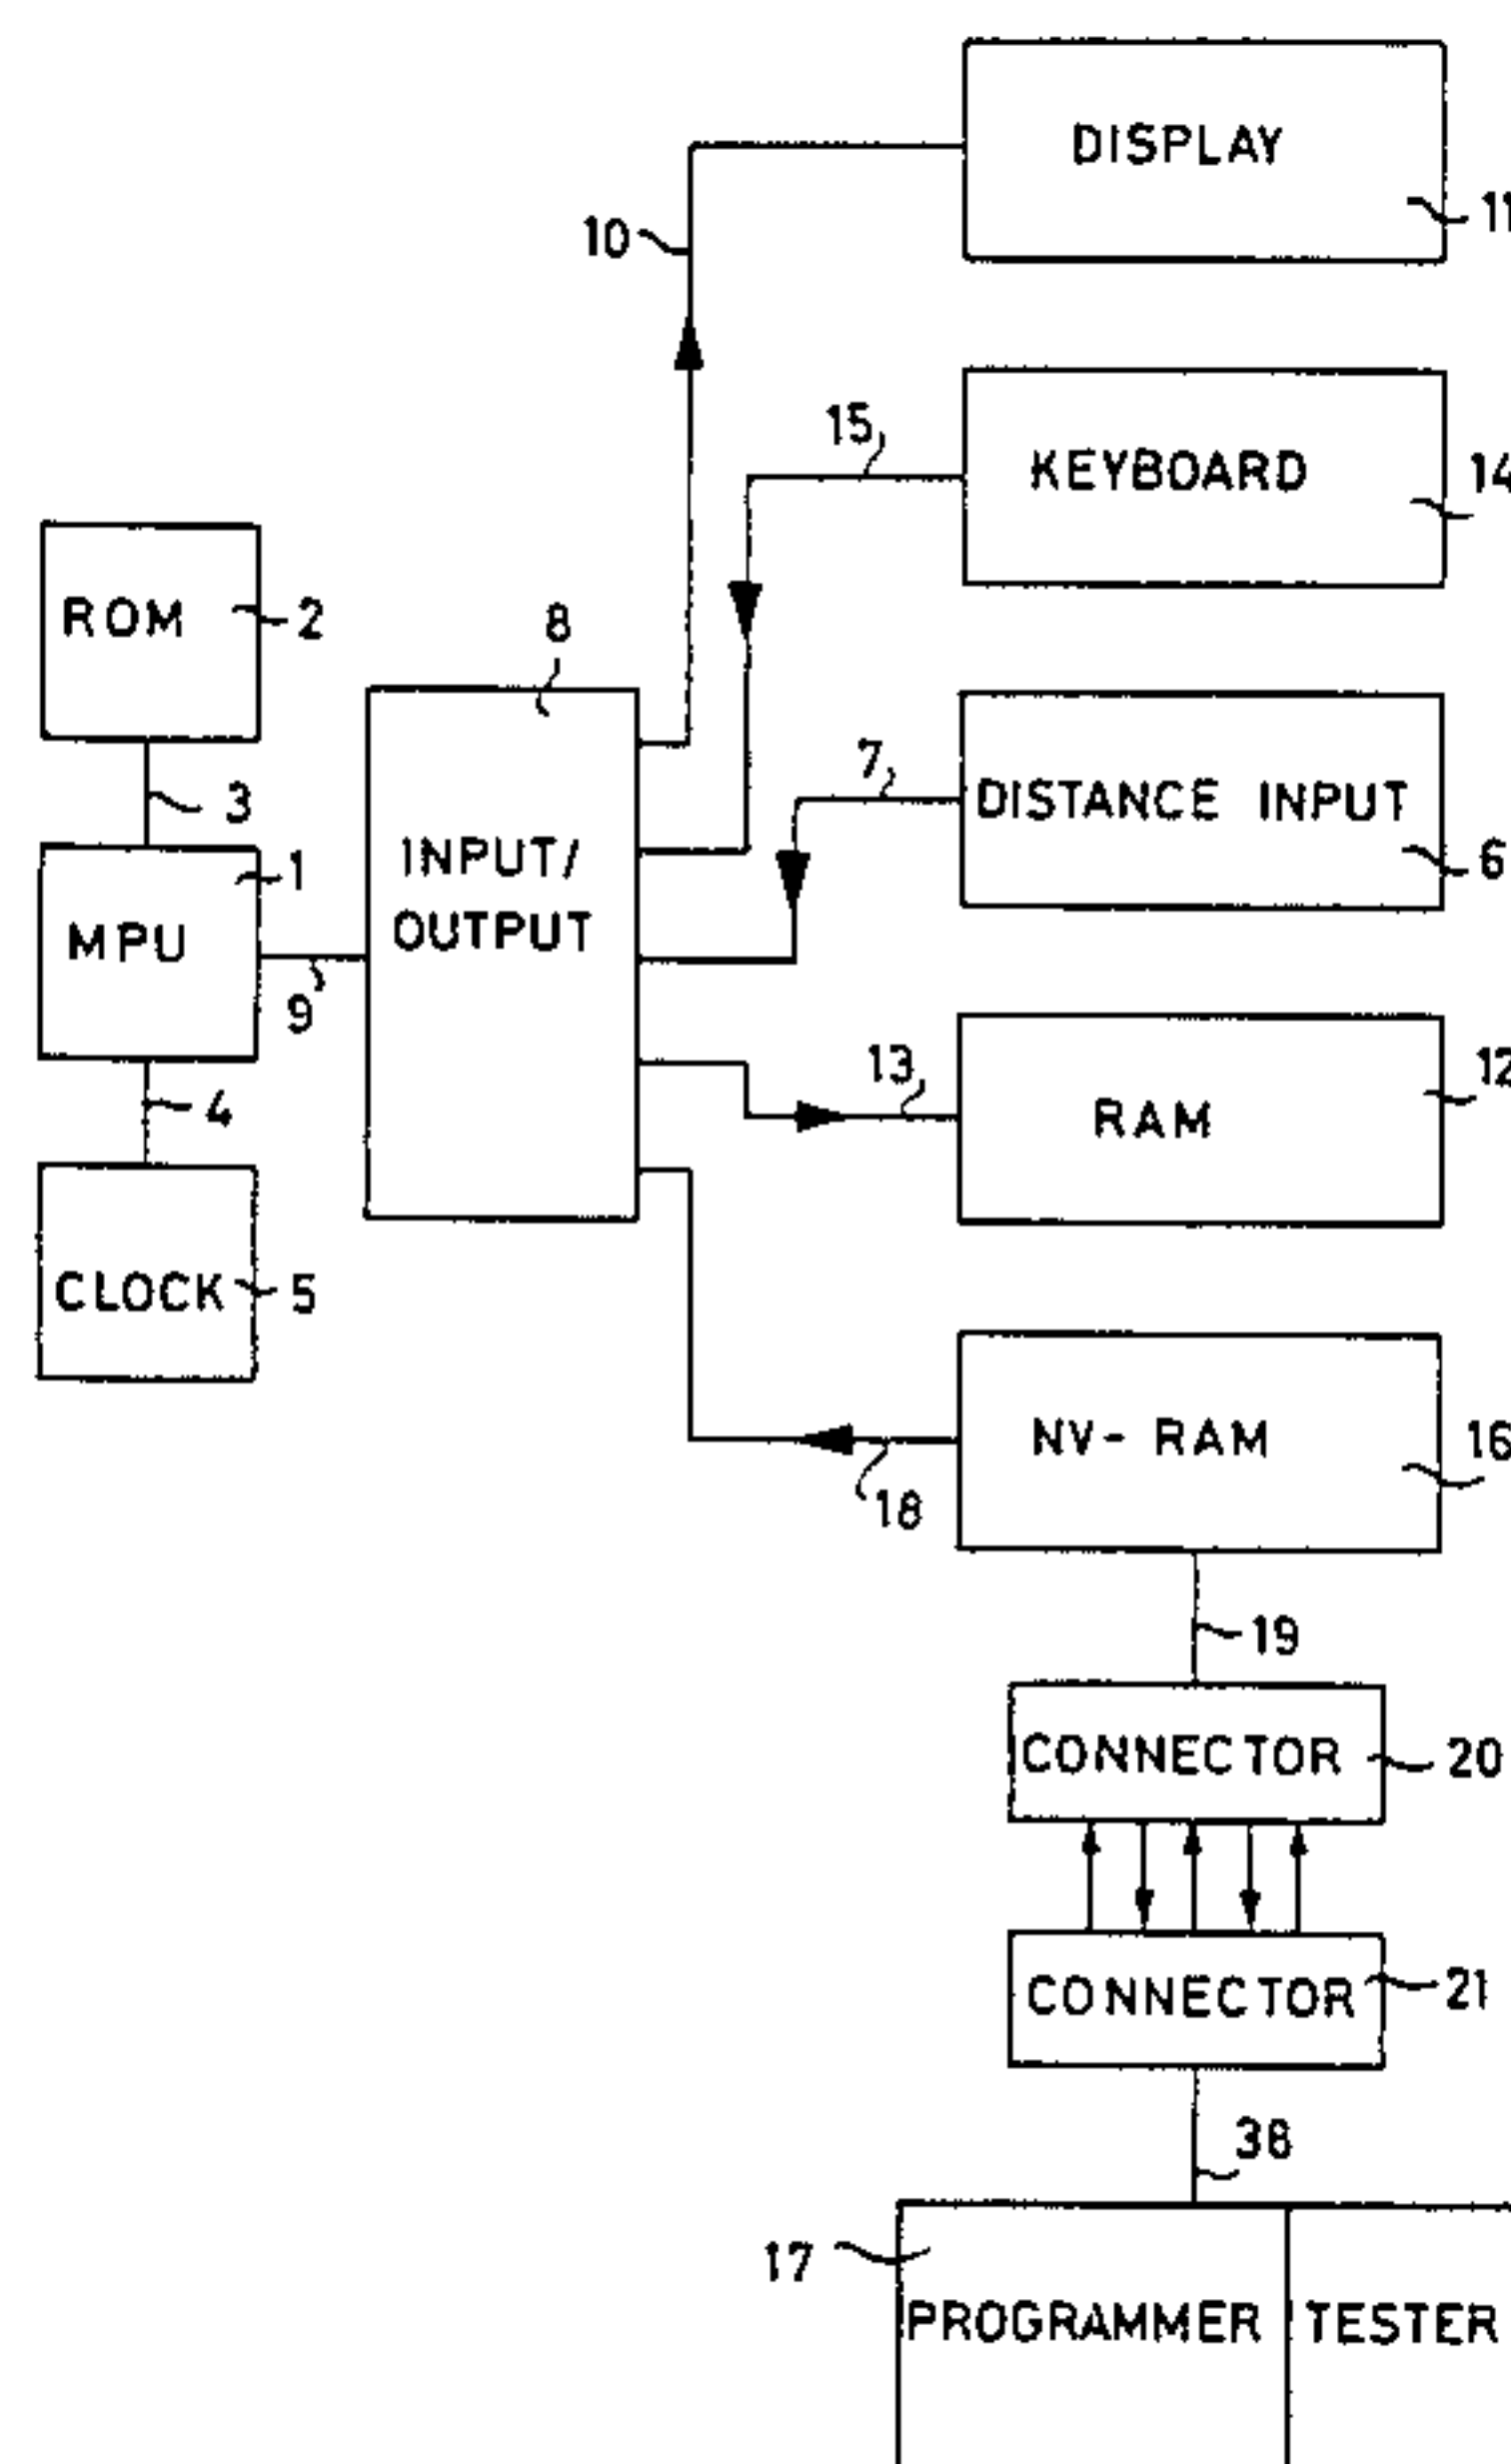 DISPLAY
11
10
KEYBOARD
14
15
ROM
2
8
3
7
DISTANCE INPUT
6
INPUT/
OUTPUT
1
MPU
9
13
12
RAM
4
CLOCK
5
NV- RAM
16
18
19
CONNECTOR
20
CONNECTOR
21
38
17
PROGRAMMER
TESTER